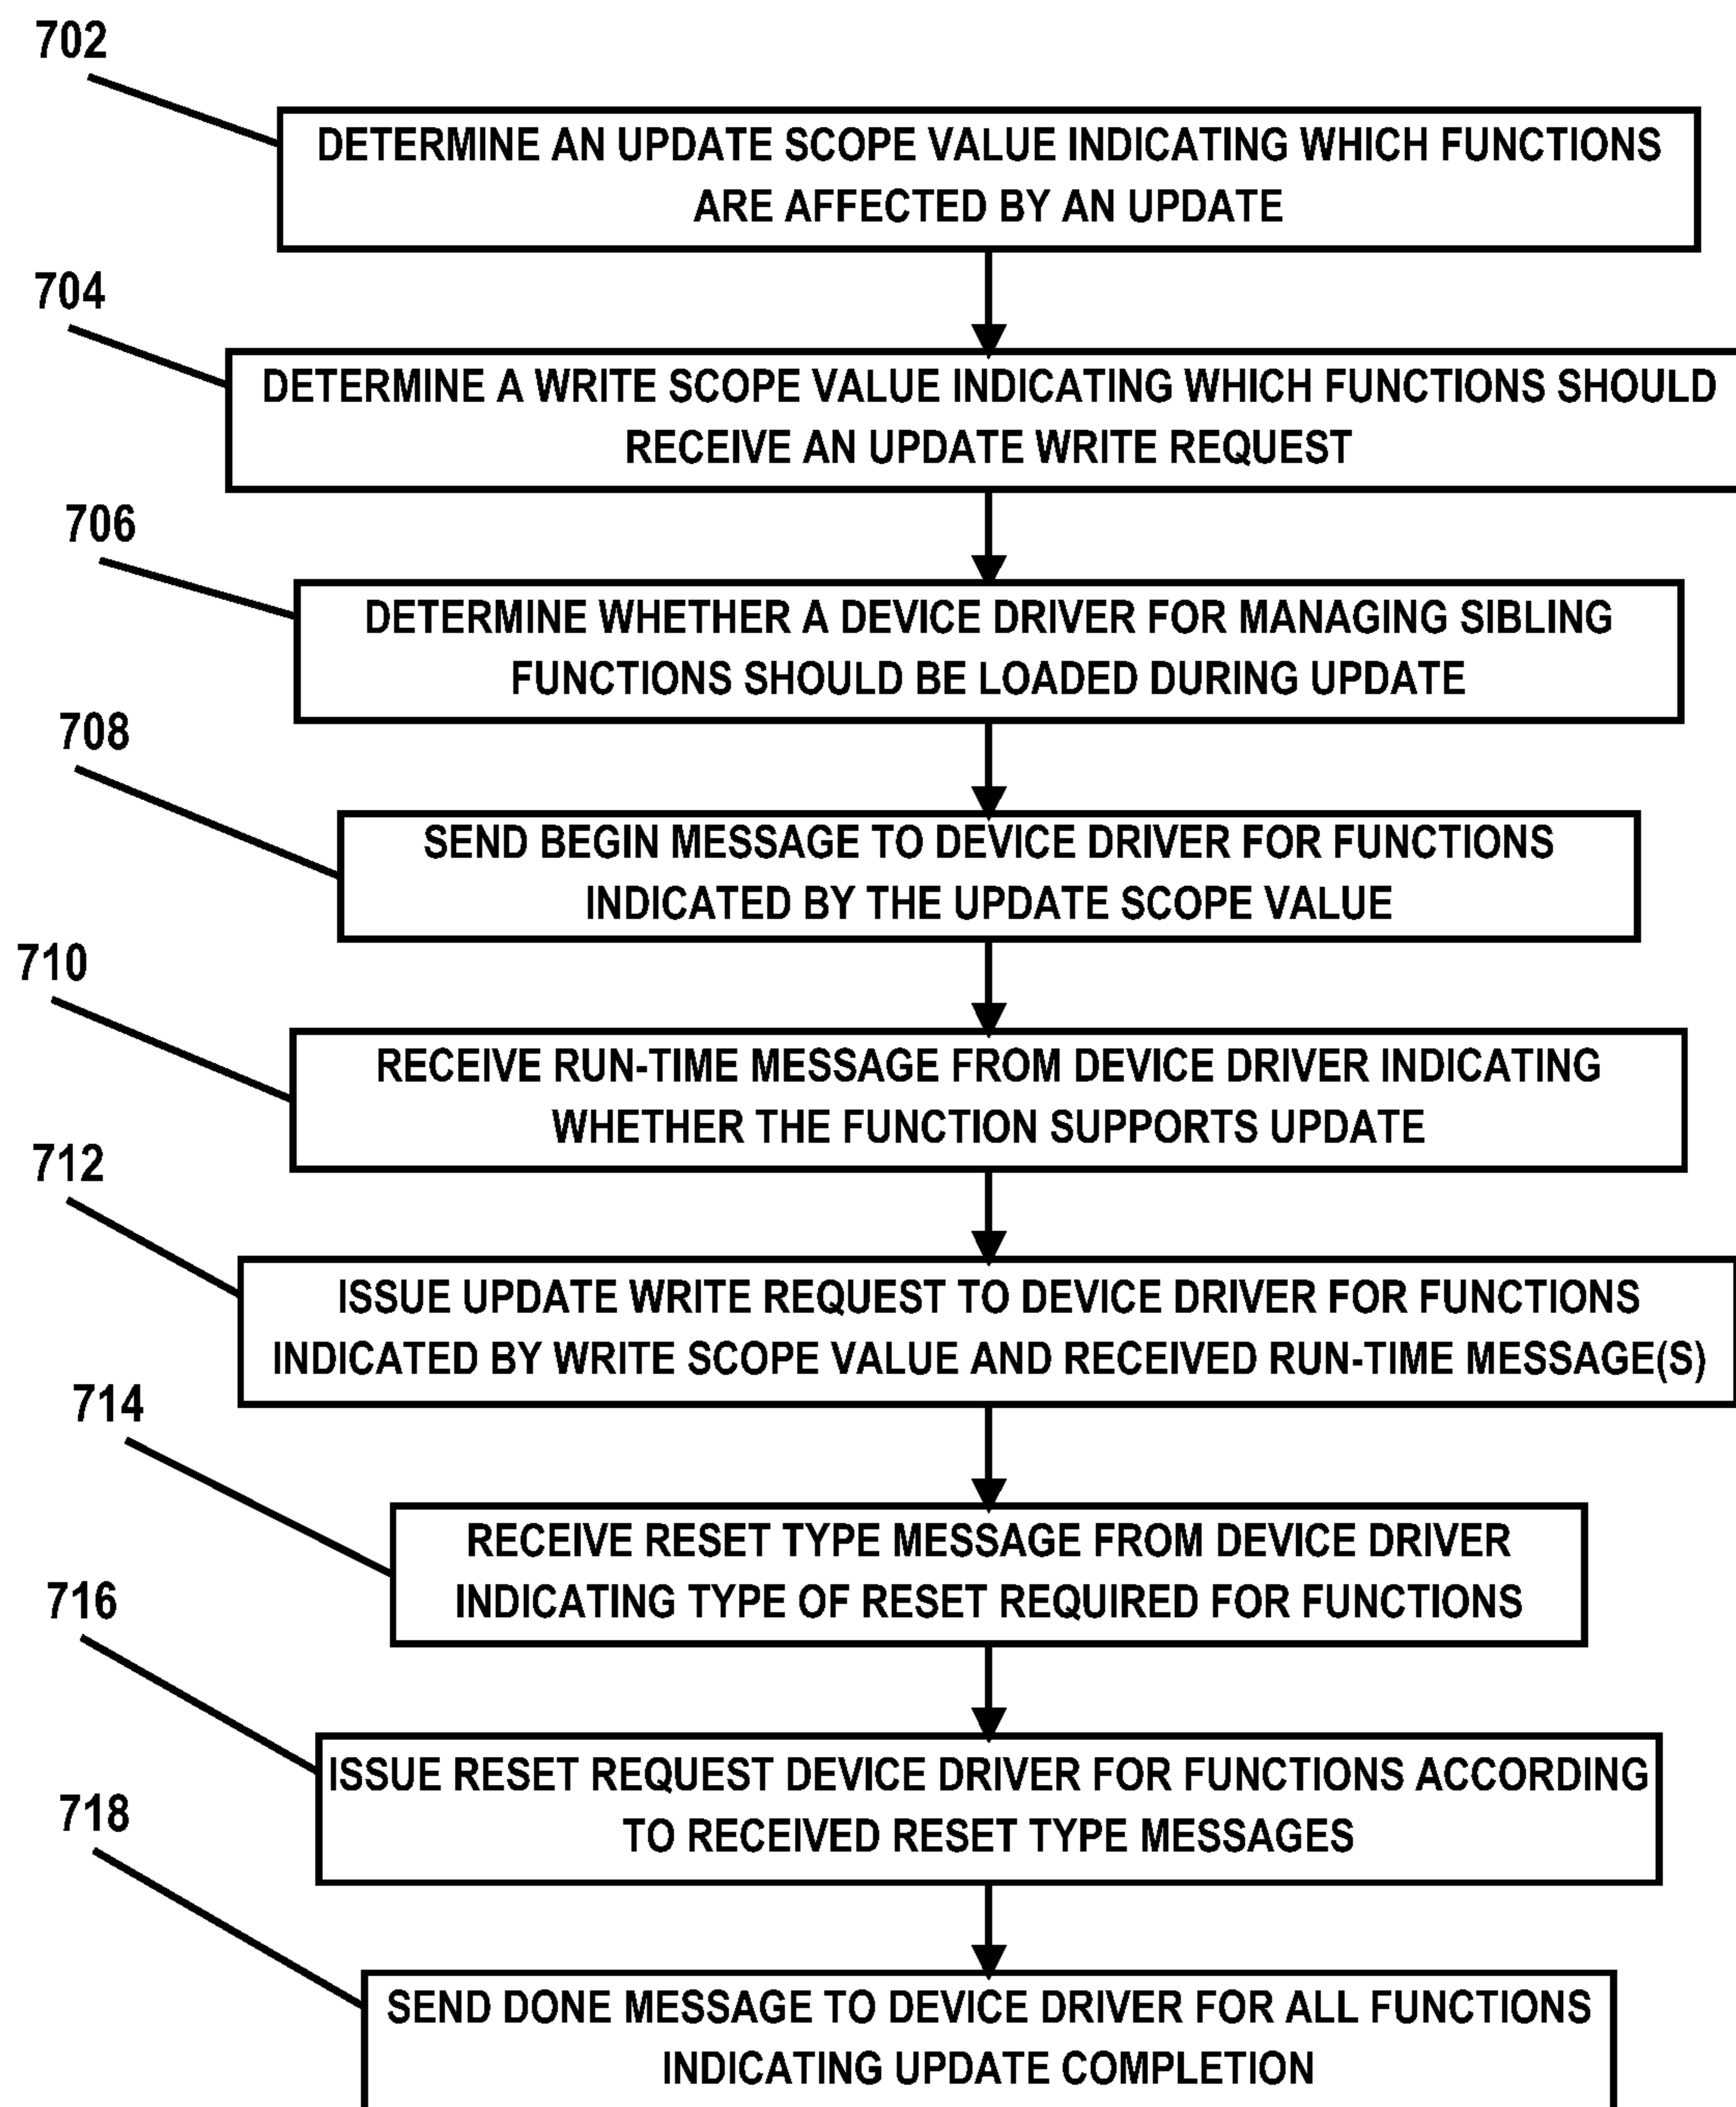 702
DETERMINE AN UPDATE SCOPE VALUE INDICATING WHICH FUNCTIONS
ARE AFFECTED BY AN UPDATE
704
DETERMINE A WRITE SCOPE VALUE INDICATING WHICH FUNCTIONS SHOULD
RECEIVE AN UPDATE WRITE REQUEST
706
DETERMINE WHETHER A DEVICE DRIVER FOR MANAGING SIBLING
FUNCTIONS SHOULD BE LOADED DURING UPDATE
708
SEND BEGIN MESSAGE TO DEVICE DRIVER FOR FUNCTIONS
INDICATED BY THE UPDATE SCOPE VALUE
710
RECEIVE RUN-TIME MESSAGE FROM DEVICE DRIVER INDICATING
WHETHER THE FUNCTION SUPPORTS UPDATE
712
ISSUE UPDATE WRITE REQUEST TO DEVICE DRIVER FOR FUNCTIONS
INDICATED BY WRITE SCOPE VALUE AND RECEIVED RUN-TIME MESSAGE(S)
714
RECEIVE RESET TYPE MESSAGE FROM DEVICE DRIVER
INDICATING TYPE OF RESET REQUIRED FOR FUNCTIONS
716
ISSUE RESET REQUEST DEVICE DRIVER FOR FUNCTIONS ACCORDING
TO RECEIVED RESET TYPE MESSAGES
718
SEND DONE MESSAGE TO DEVICE DRIVER FOR ALL FUNCTIONS
INDICATING UPDATE COMPLETION